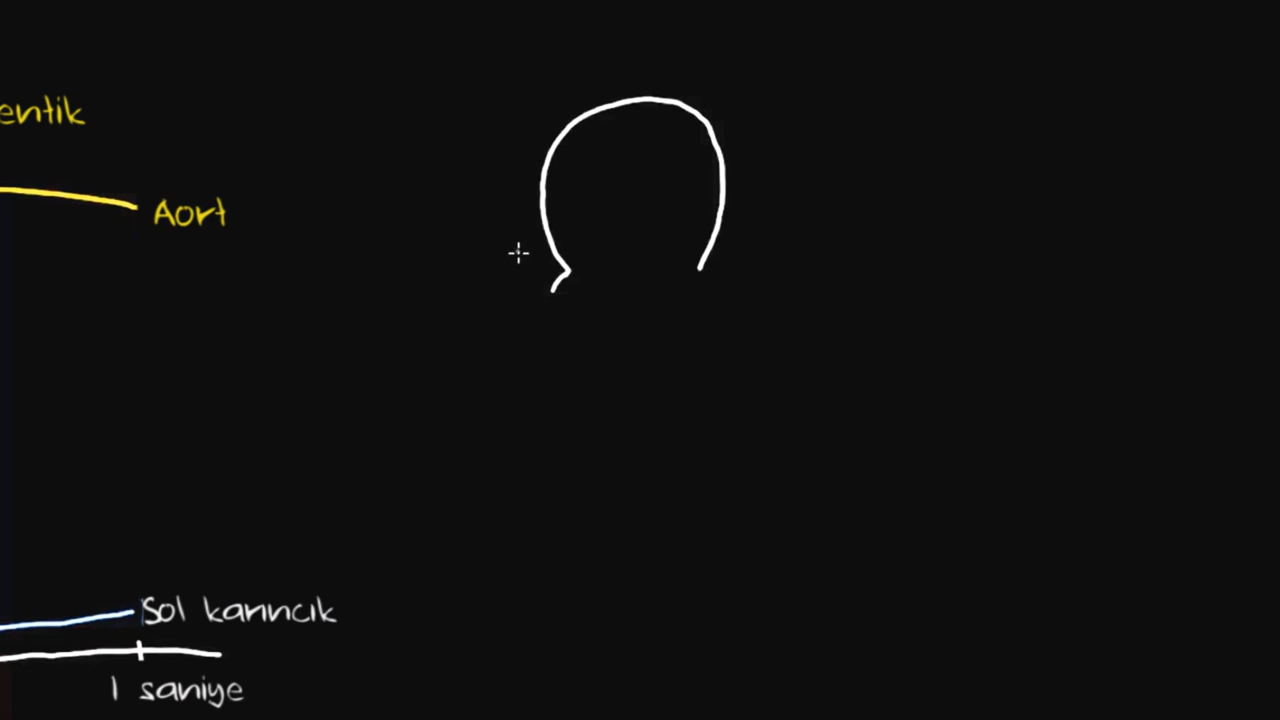 entik
Aort
Sol karıncık
1 saniye